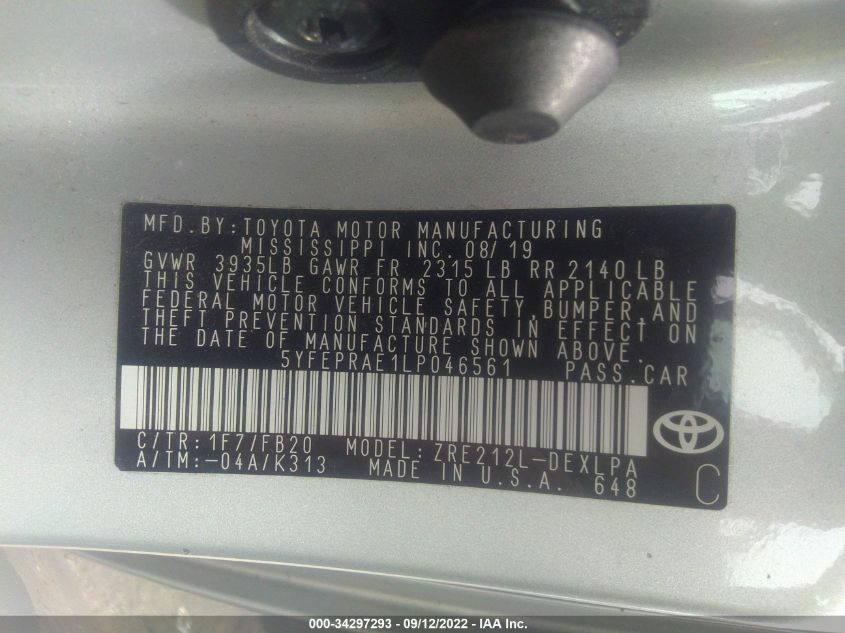 MFD.BY:TOYOTA MOTOR MANUFACTURING
MISSISSIPPI INC. 08/19
GVWR 3935LB GAWR FR 2315 LB RR 2140 LB
THIS VEHICLE CONFORMS TO ALL APPLICABLE
FEDERAL MOTOR VEHICLE SAFETY,BUMPER,AND
THEFT PREVENTION STANDARDS IN EFFECT ON
THE DATE OF MANUFACTURE SHOWN ABOVE.
5YFEPRAE1LP046561 PASS.CAR
C/TR:1F7/FB20 MODEL:ZRE212L-DEXLPA
A/TM:-04A/K313 MADE IN U.S.A. 648 C
000-34297293 - 09/12/2022 - IAA Inc.